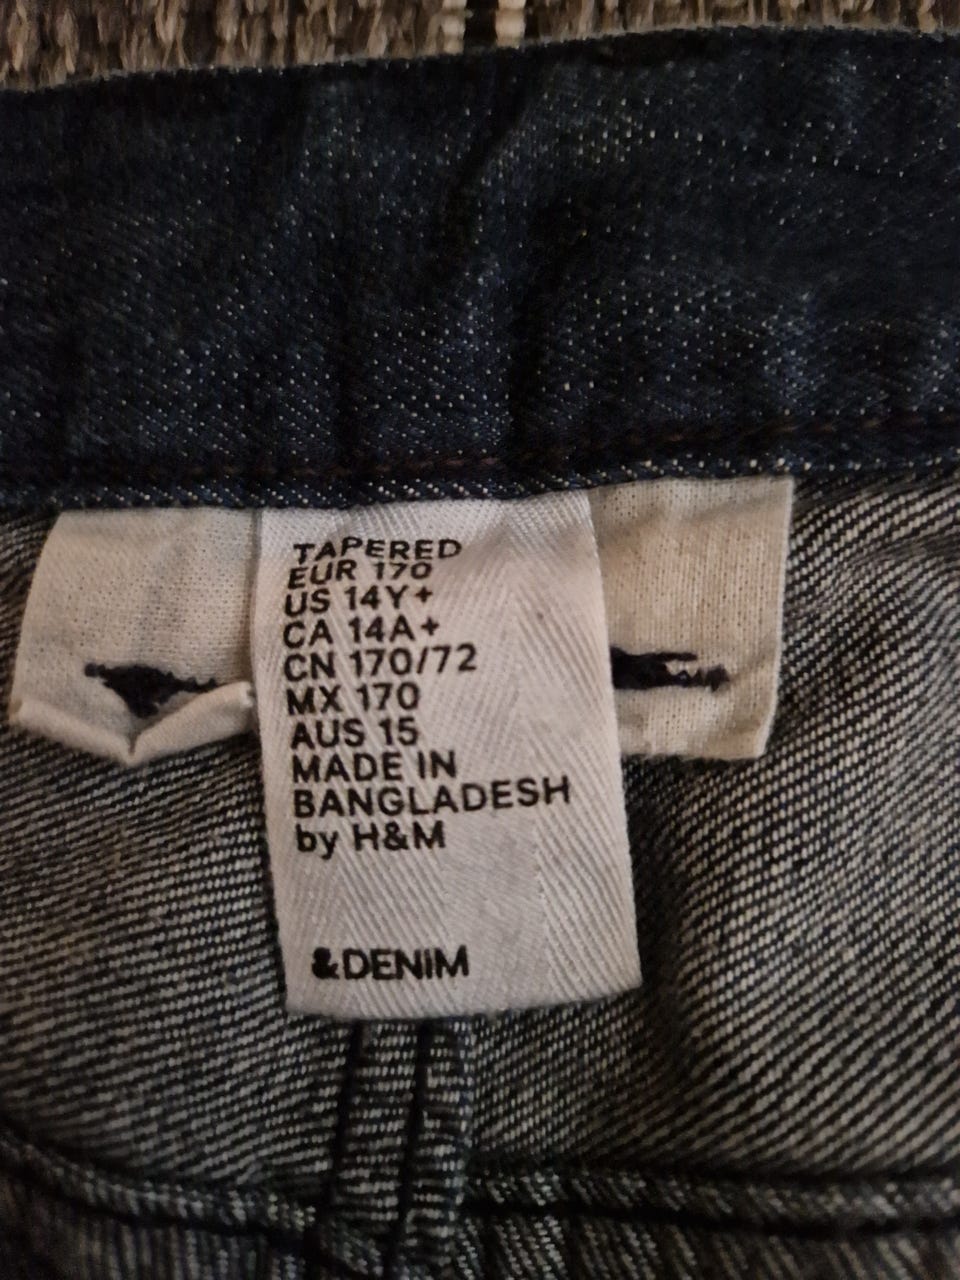 TAPERED
EUR 170
US 14Y+
CA 14A+
CN 170/72
MX 170
AUS 15
MADE IN
BANGLADESH
by H&M
&DENIM